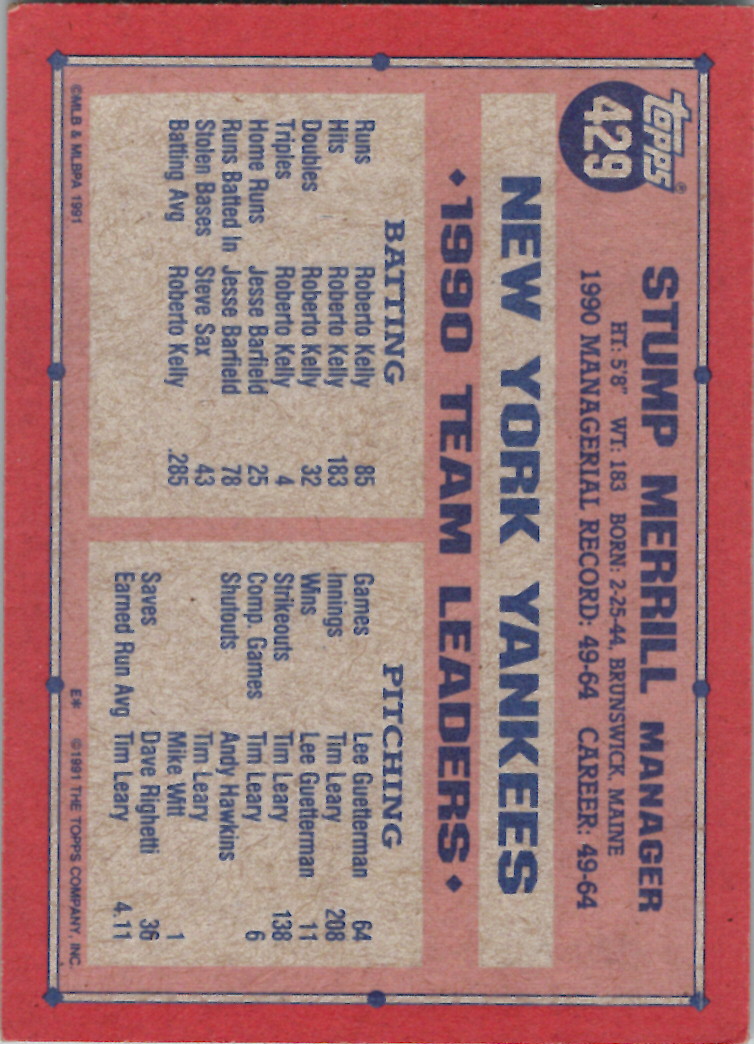 topps®
429
STUMP MERRILL MANAGER
HT: 5'8" WT: 183 BORN: 2-25-44, BRUNSWICK, MAINE
1990 MANAGERIAL RECORD: 49-64 CAREER: 49-64
NEW YORK YANKEES
♦1990 TEAM LEADERS♦
BATTING
Runs Roberto Kelly 85
Hits Roberto Kelly 183
Doubles Roberto Kelly 32
Triples Roberto Kelly 4
Home Runs Jesse Barfield 25
Runs Batted In Jesse Barfield 78
Stolen Bases Steve Sax 43
Batting Avg Roberto Kelly .285
PITCHING
Games Lee Guetterman 64
Innings Tim Leary 208
Wins Lee Guetterman 11
Strikeouts Tim Leary 138
Comp. Games Tim Leary 6
Shutouts Andy Hawkins
Tim Leary
Mike Witt 1
Saves Dave Righetti 36
Earned Run Avg Tim Leary 4.11
©MLB & MLBPA 1991
E* ©1991 THE TOPPS COMPANY, INC.